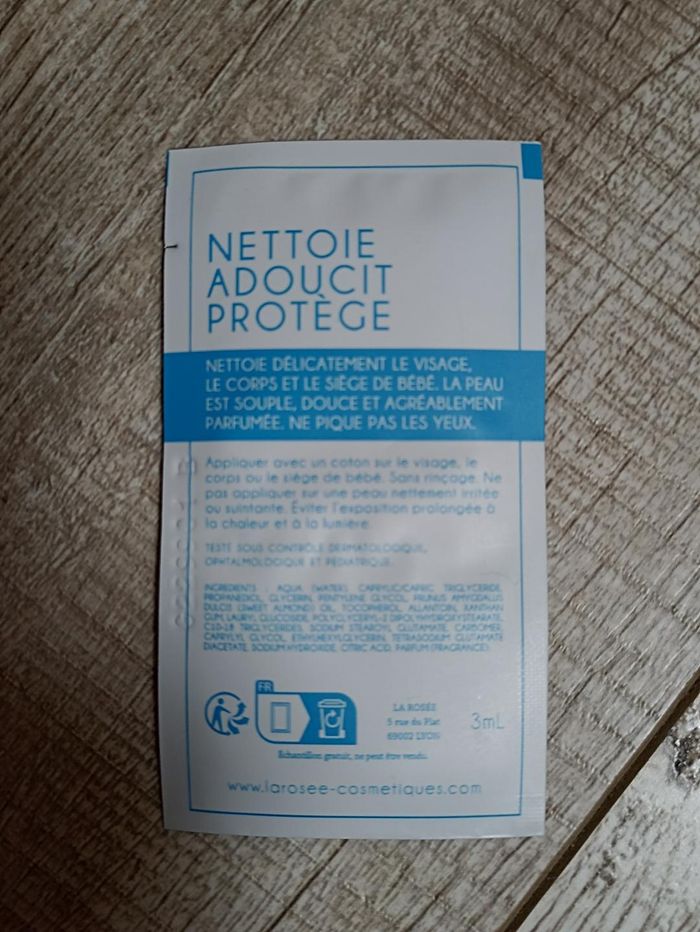 NETTOIE
ADOUCIT
PROTÈGE
NETTOIE DÉLICATEMENT LE VISAGE,
LE CORPS ET LE SIÈGE DE BÉBÉ. LA PEAU
EST SOUPLE, DOUCE ET AGRÉABLEMENT
PARFUMÉE. NE PIQUE PAS LES YEUX.
Appliquer avec un coton sur le visage, le
corps ou le siège de bébé. Sans rinçage. Ne
pas appliquer sur une peau nettement irritée
ou suintante. Éviter l'exposition prolongée à
la chaleur et à la lumière.
TESTÉ SOUS CONTRÔLE DERMATOLOGIQUE,
OPHTALMOLOGIQUE ET PÉDIATRIQUE.
INGREDIENTS : AQUA (WATER), CAPRYLIC/CAPRIC TRIGLYCERIDE,
PROPANEDIOL, GLYCERIN, PENTYLENE GLYCOL, PRUNUS AMYGDALUS
DULCIS (SWEET ALMOND) OIL, TOCOPHEROL, ALLANTOIN, XANTHAN
GUM, LAURYL GLUCOSIDE, POLYGLYCERYL-2 DIPOLYHYDROXYSTEARATE,
C10-18 TRIGLYCERIDES, SODIUM STEAROYL GLUTAMATE, CARBOMER,
CAPRYLYL GLYCOL, ETHYLHEXYLGLYCERIN, TETRASODIUM GLUTAMATE
DIACETATE, SODIUM HYDROXIDE, CITRIC ACID, PARFUM (FRAGRANCE).
FR
LA ROSÉE
5 rue du Plat
69002 LYON
3mL
Échantillon gratuit, ne peut être vendu.
www.larosee-cosmetiques.com